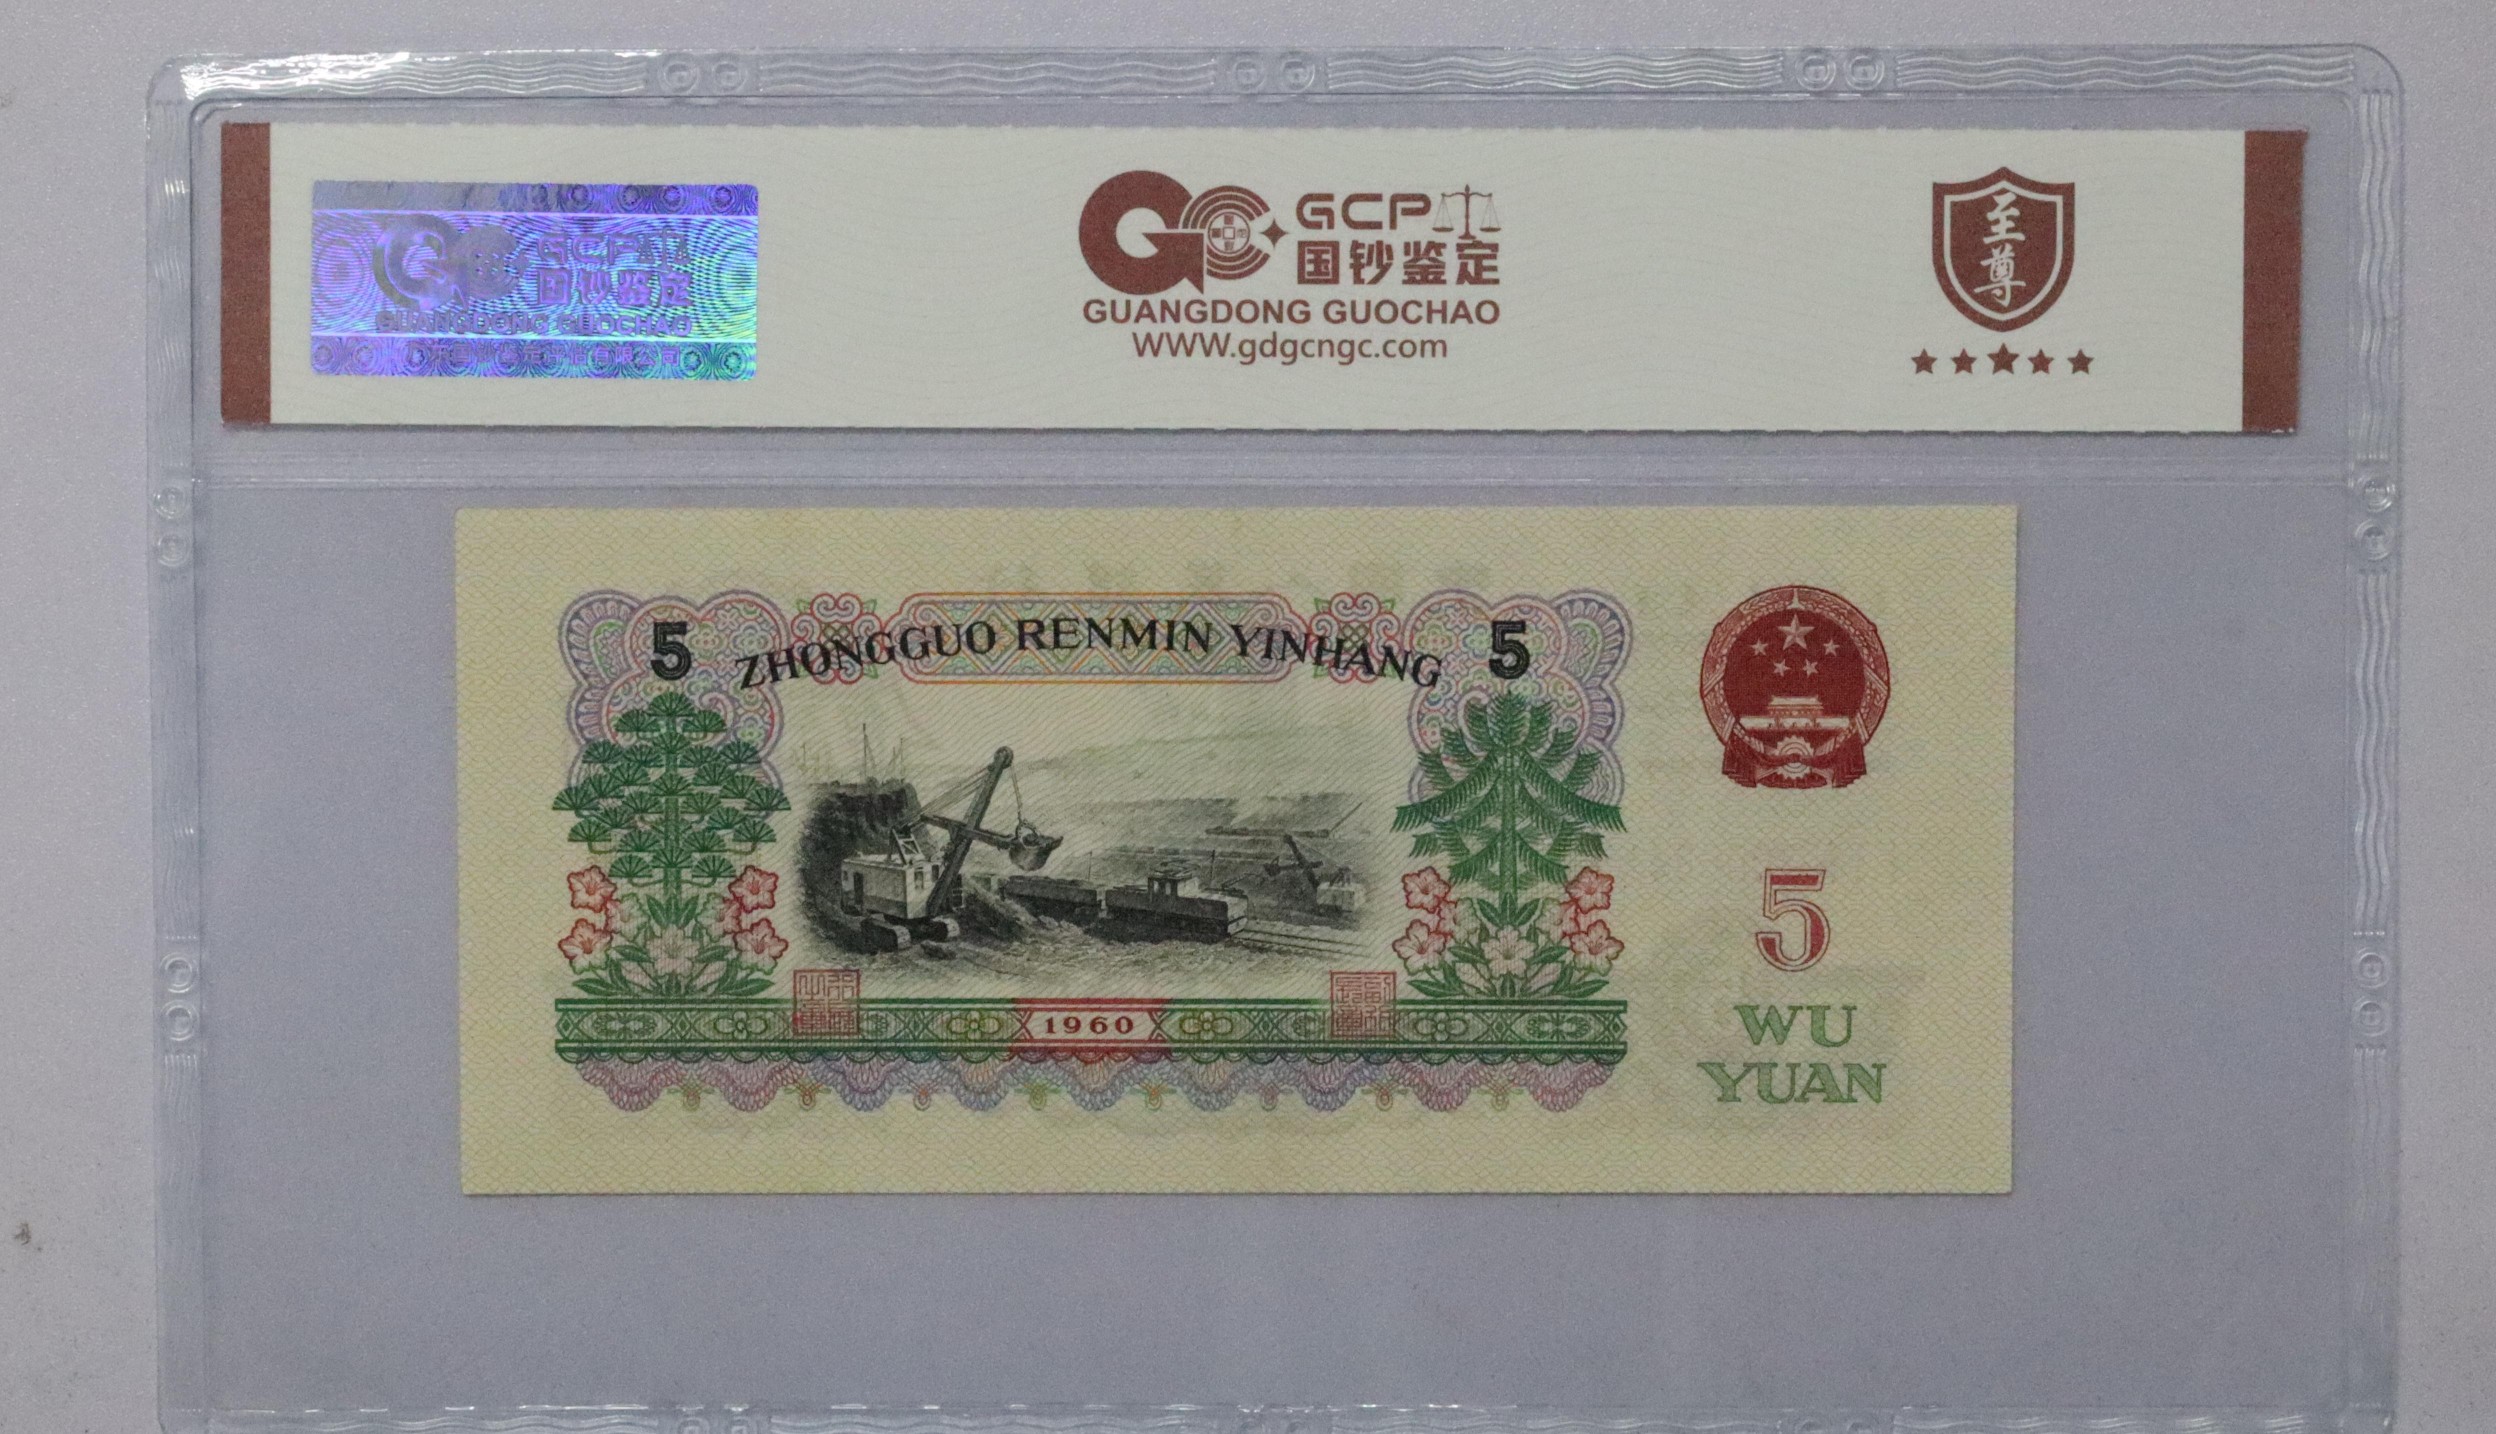 GCP
国钞鉴定
GUANGDONG GUOCHAO
GCP
国钞鉴定
GUANGDONG GUOCHAO
WWW.gdgcngc.com
至
尊
5 ZHONGGUO RENMIN YINHANG 5
5
1960
WU
YUAN